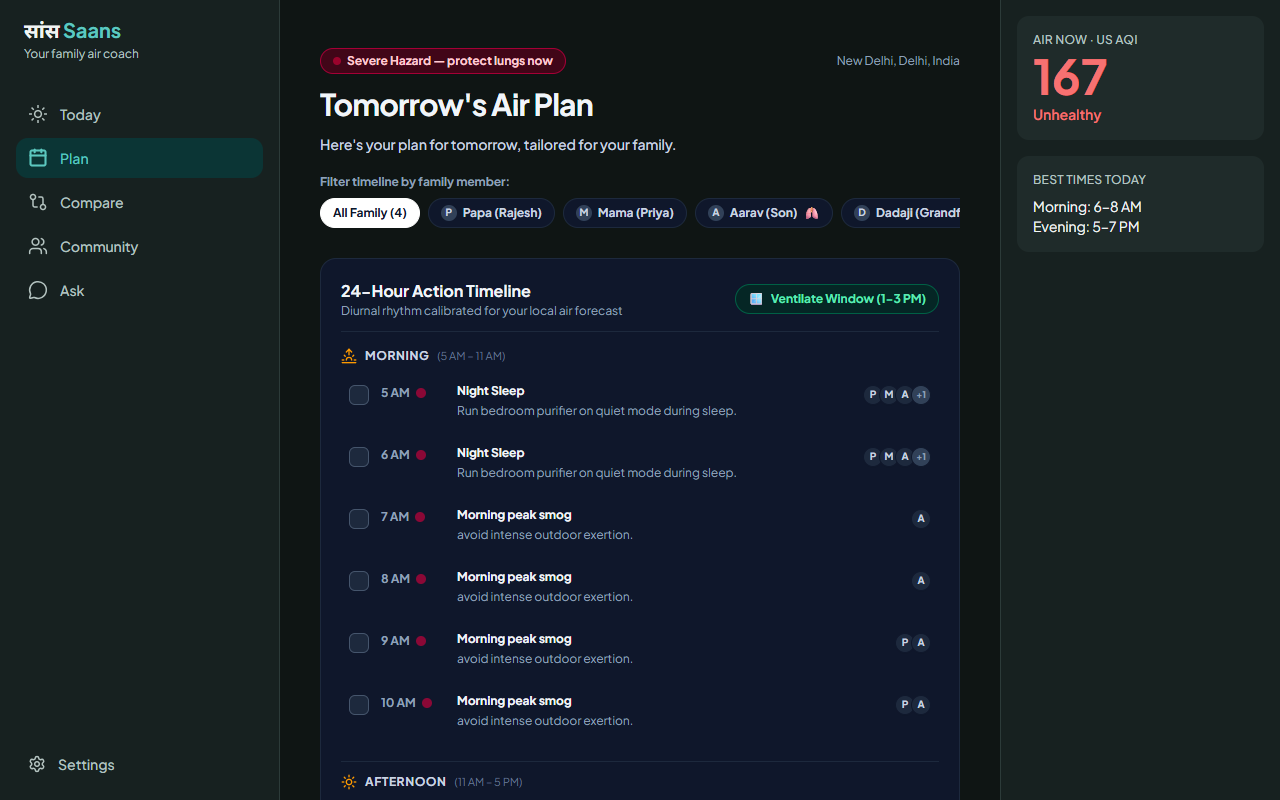 सांस Saans
Your family air coach
Today
Plan
Compare
Community
Ask
Settings
Severe Hazard — protect lungs now
New Delhi, Delhi, India
Tomorrow's Air Plan
Here's your plan for tomorrow, tailored for your family.
Filter timeline by family member:
All Family (4)
P Papa (Rajesh)
M Mama (Priya)
A Aarav (Son)
D Dadaji (Grandf
24-Hour Action Timeline
Diurnal rhythm calibrated for your local air forecast
Ventilate Window (1–3 PM)
MORNING (5 AM – 11 AM)
5 AM Night Sleep P M A +1
Run bedroom purifier on quiet mode during sleep.
6 AM Night Sleep P M A +1
Run bedroom purifier on quiet mode during sleep.
7 AM Morning peak smog A
avoid intense outdoor exertion.
8 AM Morning peak smog A
avoid intense outdoor exertion.
9 AM Morning peak smog P A
avoid intense outdoor exertion.
10 AM Morning peak smog P A
avoid intense outdoor exertion.
AFTERNOON (11 AM – 5 PM)
AIR NOW · US AQI
167
Unhealthy
BEST TIMES TODAY
Morning: 6–8 AM
Evening: 5–7 PM